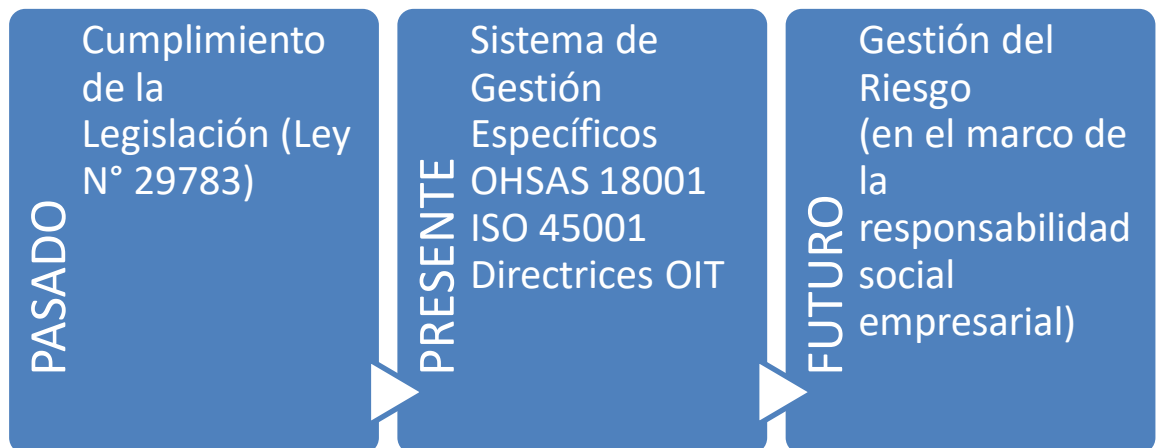 PASADO
Cumplimiento
de la
Legislación (Ley
N° 29783)
PRESENTE
Sistema de
Gestión
Específicos
OHSAS 18001
ISO 45001
Directrices OIT
FUTURO
Gestión del
Riesgo
(en el marco de
la
responsabilidad
social
empresarial)